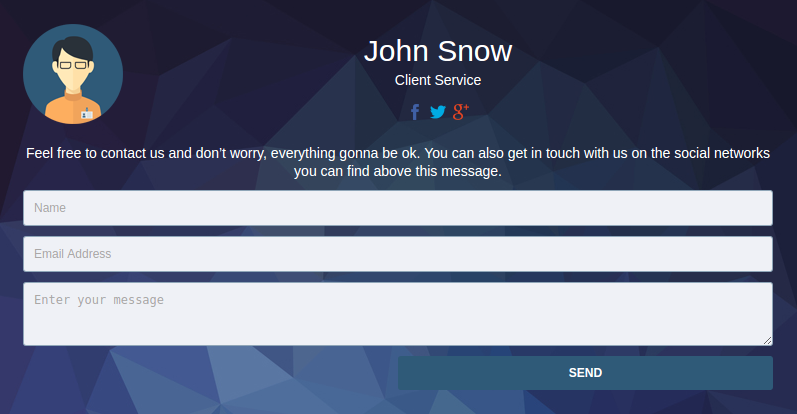 John Snow
Client Service
Feel free to contact us and don’t worry, everything gonna be ok. You can also get in touch with us on the social networks
you can find above this message.
Name
Email Address
Enter your message
SEND